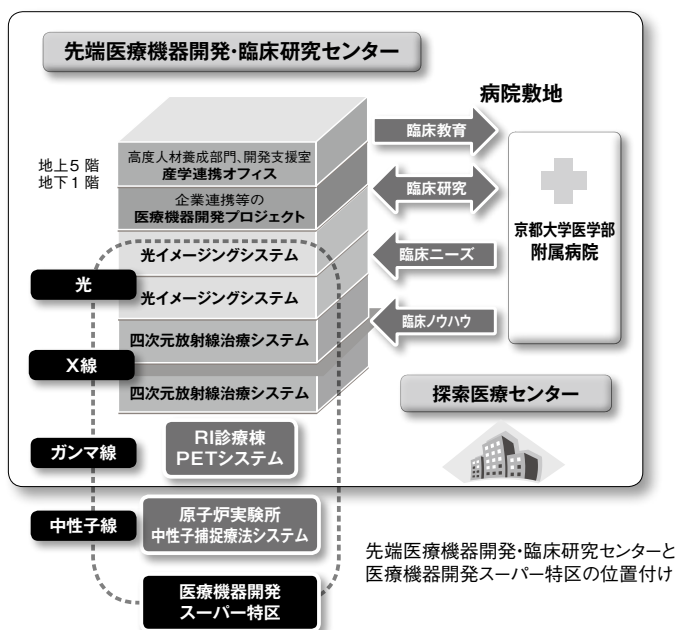 先端医療機器開発・臨床研究センター
病院敷地
地上5 階
地下1 階
高度人材養成部門、開発支援室
産学連携オフィス
企業連携等の
医療機器開発プロジェクト
光イメージングシステム
光イメージングシステム
四次元放射線治療システム
四次元放射線治療システム
臨床教育
臨床研究
臨床ニーズ
臨床ノウハウ
京都大学医学部
附属病院
光
X線
ガンマ線
中性子線
RI診療棟
PETシステム
探索医療センター
原子炉実験所
中性子捕捉療法システム
医療機器開発
スーパー特区
先端医療機器開発・臨床研究センターと
医療機器開発スーパー特区の位置付け